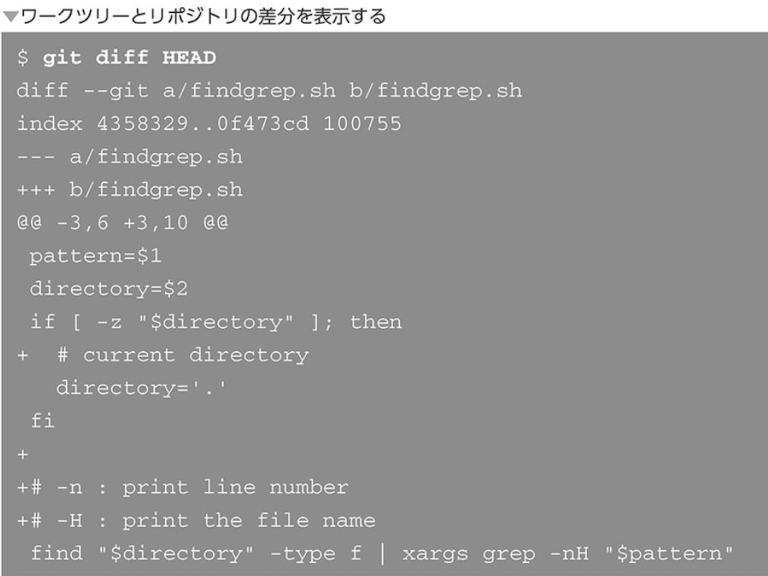 ▼ワークツリーとリポジトリの差分を表示する
$ git diff HEAD
diff --git a/findgrep.sh b/findgrep.sh
index 4358329..0f473cd 100755
--- a/findgrep.sh
+++ b/findgrep.sh
@@ -3,6 +3,10 @@
 pattern=$1
 directory=$2
 if [ -z "$directory" ]; then
+  # current directory
   directory='.'
 fi
+
+# -n : print line number
+# -H : print the file name
 find "$directory" -type f | xargs grep -nH "$pattern"